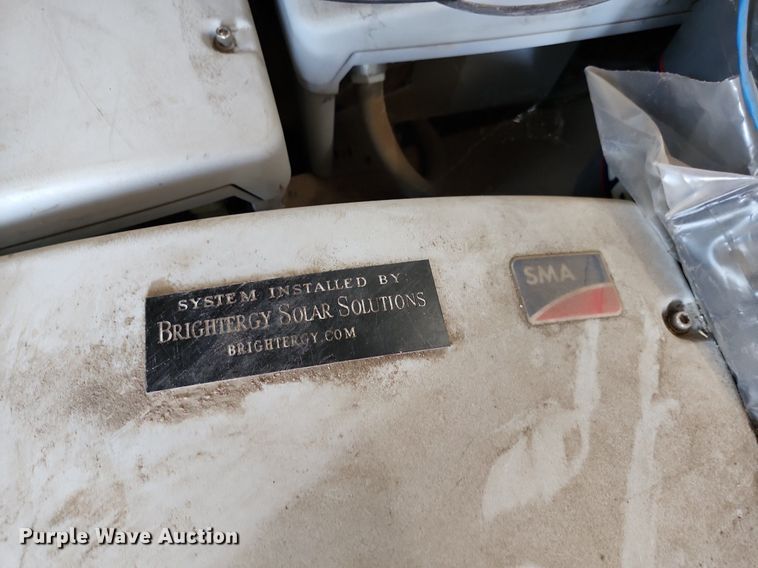 SYSTEM INSTALLED BY
BRIGHTERGY SOLAR SOLUTIONS
BRIGHTERGY.COM
SMA
Purple Wave Auction